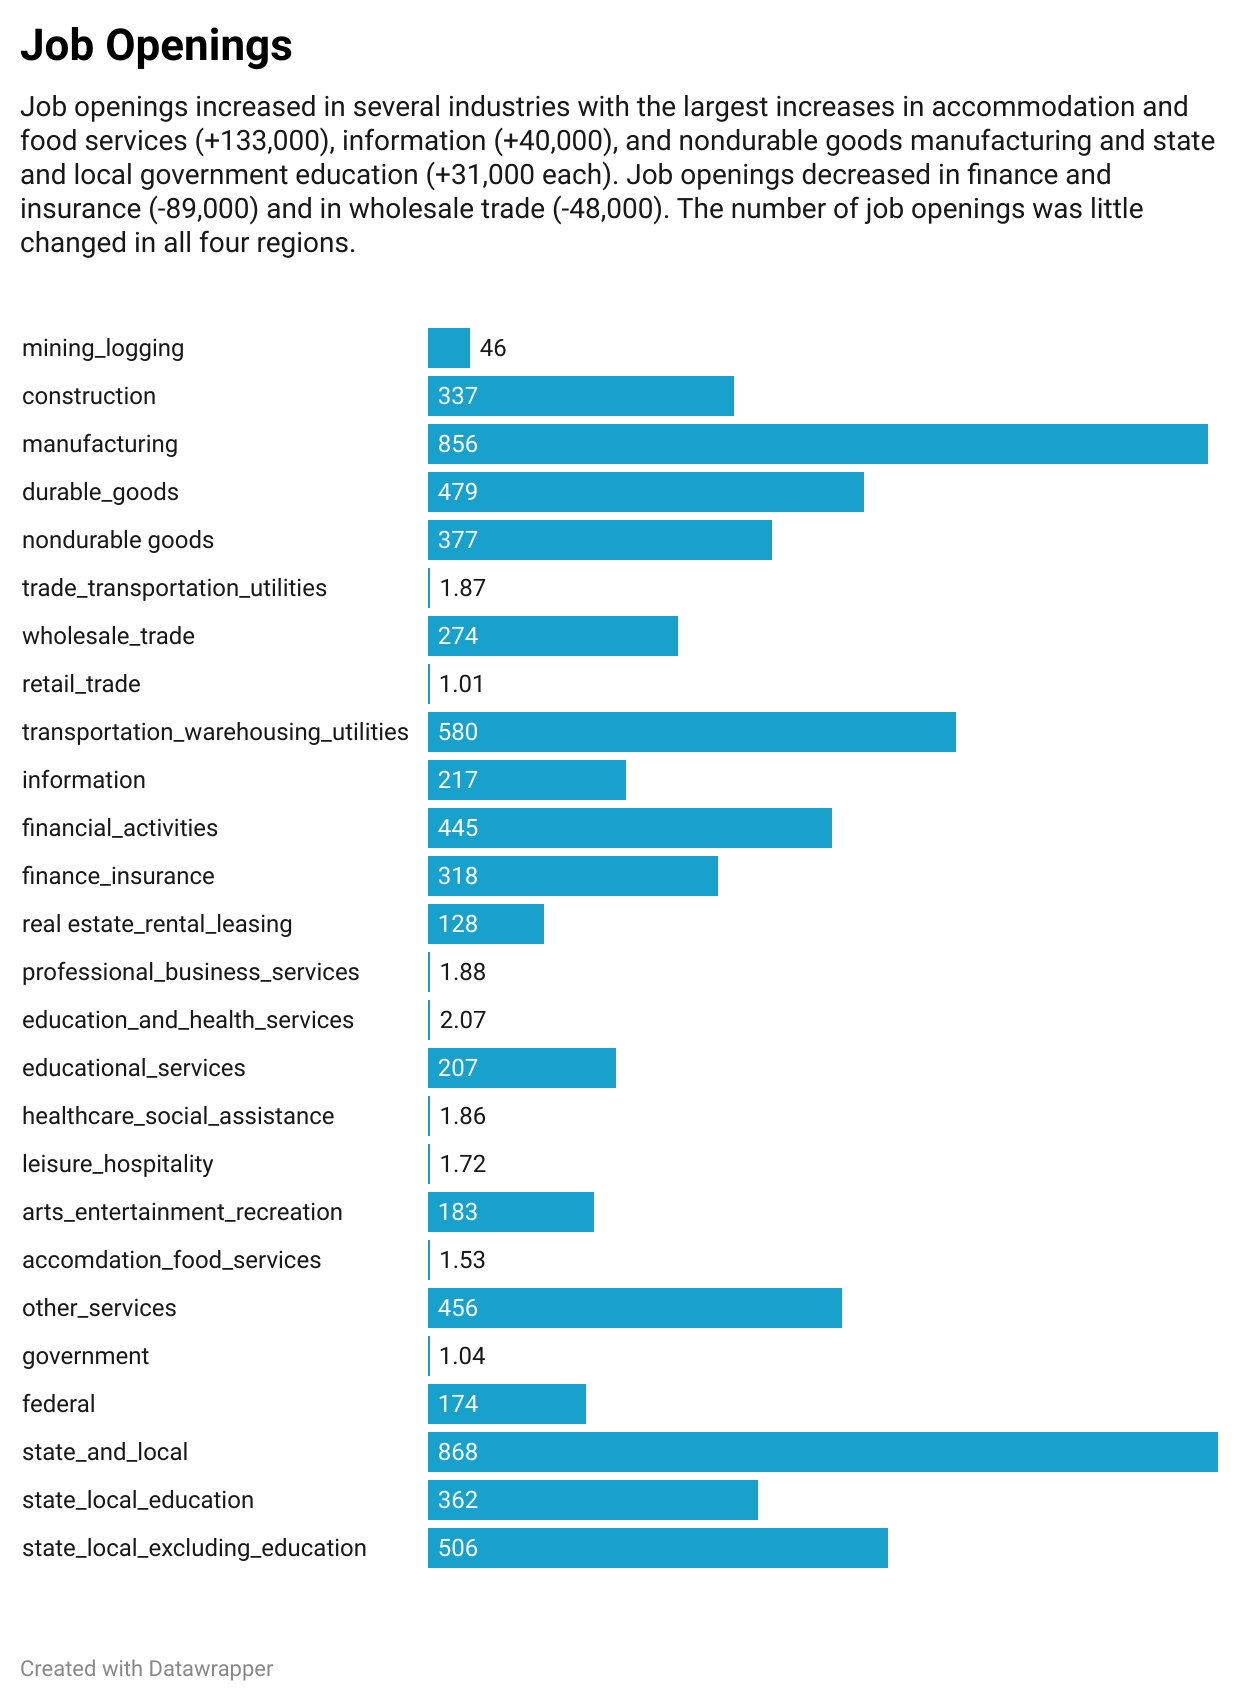 Job Openings
Job openings increased in several industries with the largest increases in accommodation and
food services (+133,000), information (+40,000), and nondurable goods manufacturing and state
and local government education (+31,000 each). Job openings decreased in finance and
insurance (-89,000) and in wholesale trade (-48,000). The number of job openings was little
changed in all four regions.
mining_logging 46
construction 337
manufacturing 856
durable_goods 479
nondurable goods 377
trade_transportation_utilities 1.87
wholesale_trade 274
retail_trade 1.01
transportation_warehousing_utilities 580
information 217
financial_activities 445
finance_insurance 318
real estate_rental_leasing 128
professional_business_services 1.88
education_and_health_services 2.07
educational_services 207
healthcare_social_assistance 1.86
leisure_hospitality 1.72
arts_entertainment_recreation 183
accomdation_food_services 1.53
other_services 456
government 1.04
federal 174
state_and_local 868
state_local_education 362
state_local_excluding_education 506
Created with Datawrapper